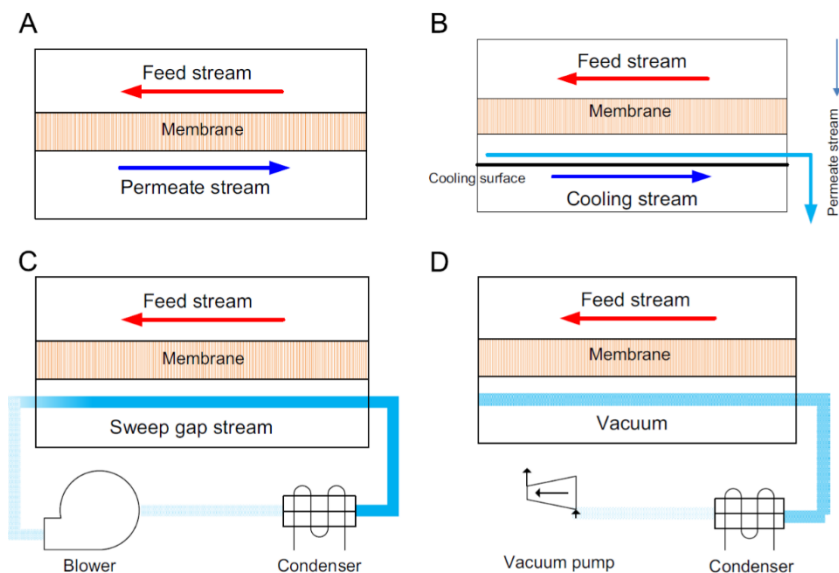 A
Feed stream
Membrane
Permeate stream
B
Feed stream
Membrane
Cooling surface
Cooling stream
Permeate stream
C
Feed stream
Membrane
Sweep gap stream
Blower
Condenser
D
Feed stream
Membrane
Vacuum
Vacuum pump
Condenser